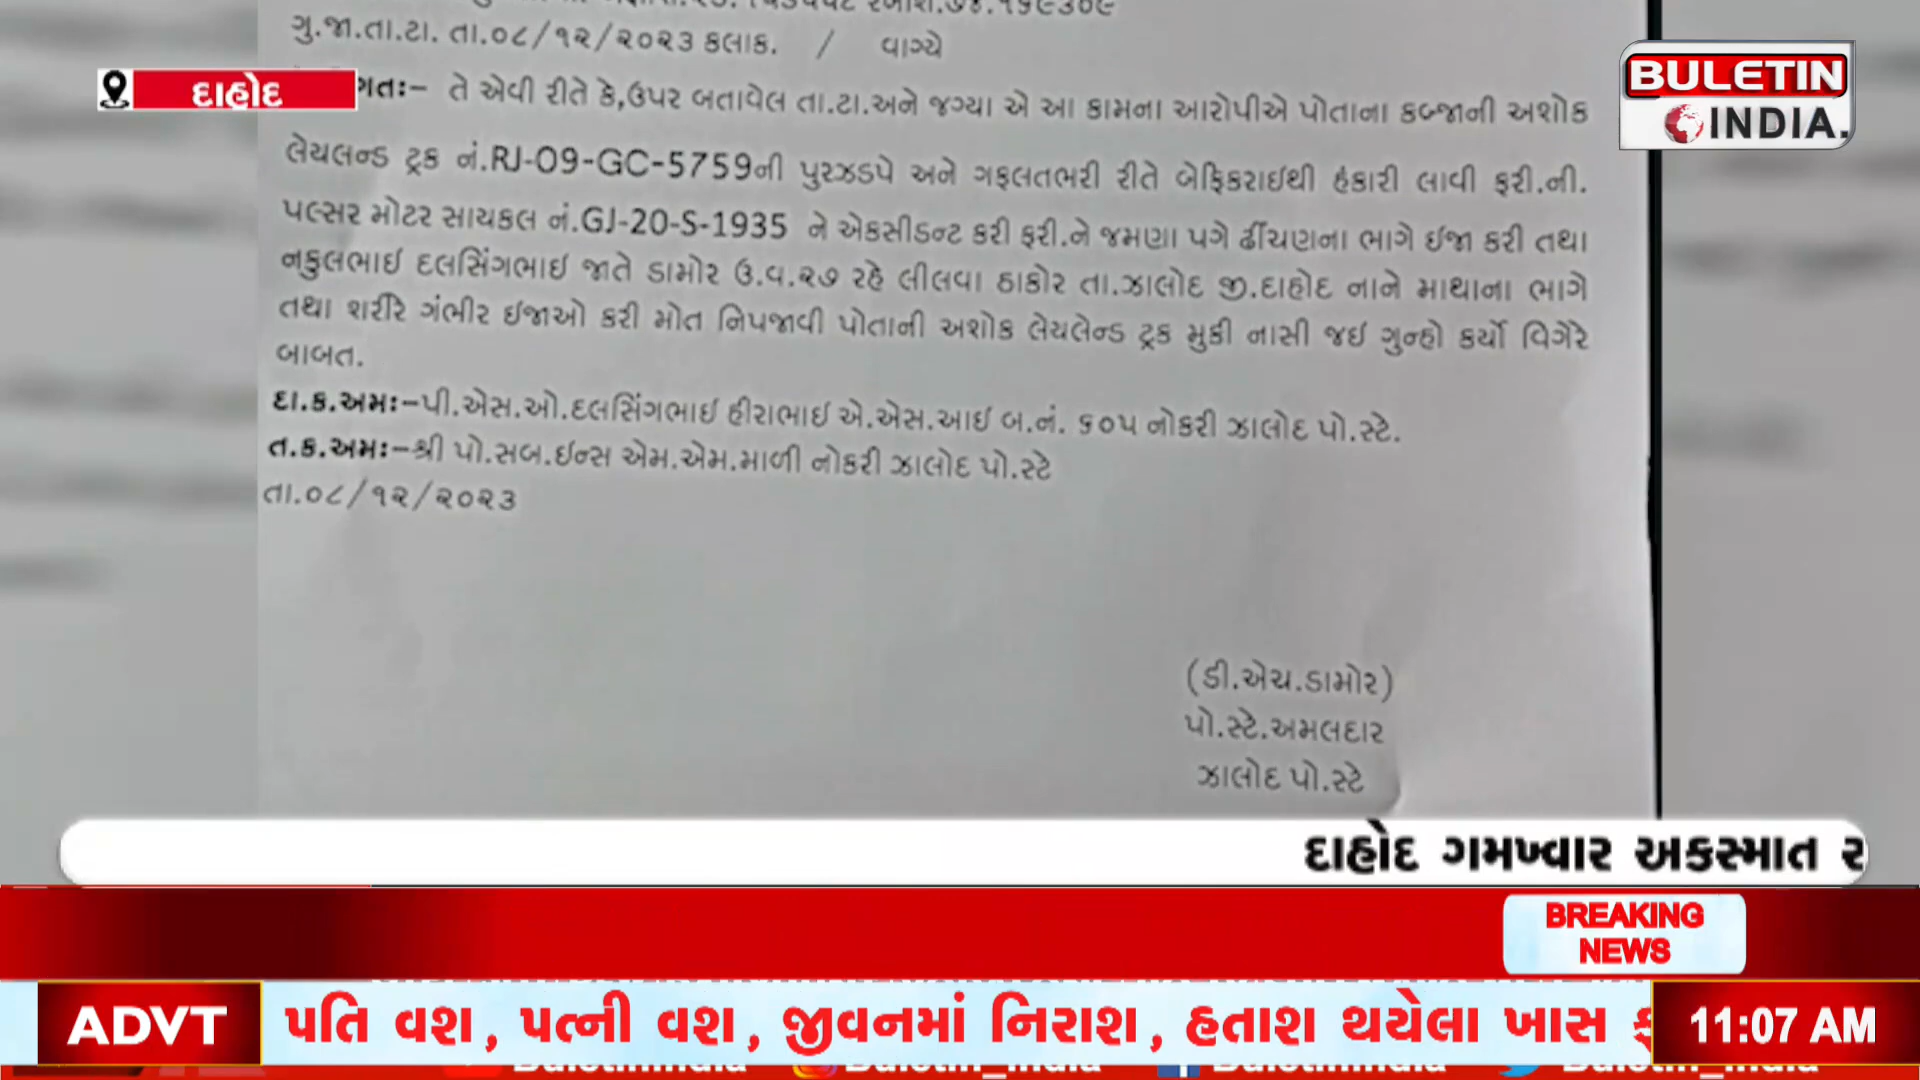 ગુ.જા.તા.ટા. તા.૦૮/૧૨/૨૦૨૩ કલાક. / વાગ્યે
દાહોદ
BULETIN
INDIA.
ગતઃ- તે એવી રીતે કે,ઉપર બતાવેલ તા.ટા.અને જગ્યા એ આ કામના આરોપીએ પોતાના કબ્જાની અશોક
લેયલન્ડ ટ્રક નં.RJ-09-GC-5759ની પુરઝડપે અને ગફલતભરી રીતે બેફિકરાઈથી હંકારી લાવી ફરી.ની.
પલ્સર મોટર સાયકલ નં.GJ-20-S-1935 ને એકસીડન્ટ કરી ફરી.ને જમણા પગે ઢીંચણના ભાગે ઈજા કરી તથા
નકુલભાઈ દલસિંગભાઈ જાતે ડામોર ઉ.વ.૨૭ રહે લીલવા ઠાકોર તા.ઝાલોદ જી.દાહોદ નાને માથાના ભાગે
તથા શરીરે ગંભીર ઈજાઓ કરી મોત નિપજાવી પોતાની અશોક લેયલેન્ડ ટ્રક મુકી નાસી જઈ ગુન્હો કર્યો વિગેરે
બાબત.
દા.ક.અમઃ-પી.એસ.ઓ.દલસિંગભાઈ હીરાભાઈ એ.એસ.આઈ બ.નં. ૬૦૫ નોકરી ઝાલોદ પો.સ્ટે.
ત.ક.અમઃ-શ્રી પો.સબ.ઈન્સ એમ.એમ.માળી નોકરી ઝાલોદ પો.સ્ટે
તા.૦૮/૧૨/૨૦૨૩
(ડી.એચ.ડામોર)
પો.સ્ટે.અમલદાર
ઝાલોદ પો.સ્ટે
દાહોદ ગમખ્વાર અકસ્માત ર
BREAKING
NEWS
ADVT પતિ વશ, પત્ની વશ, જીવનમાં નિરાશ, હતાશ થયેલા ખાસ 11:07 AM